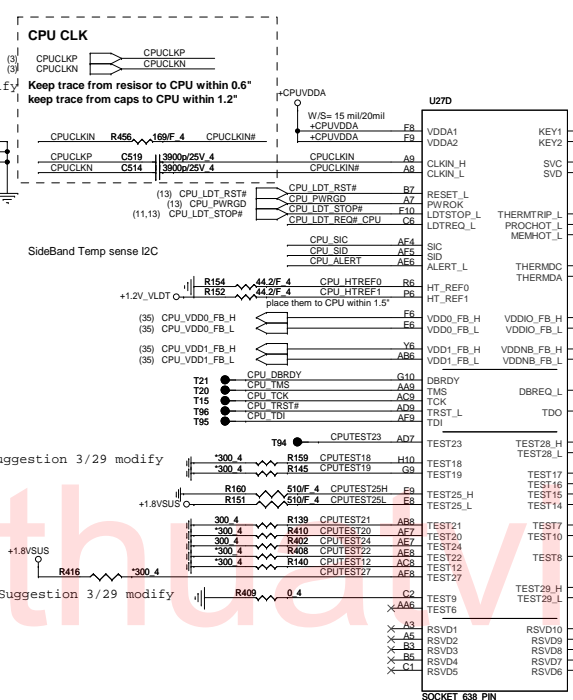 CPU CLK
(3) CPUCLKP CPUCLKP
(3) CPUCLKN CPUCLKN
Keep trace from resisor to CPU within 0.6"
keep trace from caps to CPU within 1.2"
+CPUVDDA
W/S= 15 mil/20mil
U27D
+CPUVDDA F8 VDDA1 KEY1
+CPUVDDA F9 VDDA2 KEY2
CPUCLKIN R456 169/F_4 CPUCLKIN#
CPUCLKP C519 3900p/25V_4 CPUCLKIN A9 CLKIN_H SVC
CPUCLKN C514 3900p/25V_4 CPUCLKIN# A8 CLKIN_L SVD
(13) CPU_LDT_RST# CPU_LDT_RST# B7 RESET_L
(13) CPU_PWRGD CPU_PWRGD A7 PWROK
(11,13) CPU_LDT_STOP# CPU_LDT_STOP# F10 LDTSTOP_L THERMTRIP_L
CPU_LDT_REQ#_CPU C6 LDTREQ_L PROCHOT_L
MEMHOT_L
SideBand Temp sense I2C
CPU_SIC AF4 SIC
CPU_SID AF5 SID
CPU_ALERT AE6 ALERT_L THERMDC
THERMDA
R154 44.2/F_4 CPU_HTREF0 R6 HT_REF0
+1.2V_VLDT R152 44.2/F_4 CPU_HTREF1 P6 HT_REF1
place them to CPU within 1.5"
(35) CPU_VDD0_FB_H F6 VDD0_FB_H VDDIO_FB_H
(35) CPU_VDD0_FB_L E6 VDD0_FB_L VDDIO_FB_L
(35) CPU_VDD1_FB_H Y6 VDD1_FB_H VDDNB_FB_H
(35) CPU_VDD1_FB_L AB6 VDD1_FB_L VDDNB_FB_L
T21 CPU_DBRDY G10 DBRDY
T20 CPU_TMS AA9 TMS DBREQ_L
T15 CPU_TCK AC9 TCK
T96 CPU_TRST# AD9 TRST_L TDO
T95 CPU_TDI AF9 TDI
T94 CPUTEST23 AD7 TEST23 TEST28_H
TEST28_L
uggestion 3/29 modify
*300_4 R159 CPUTEST18 H10 TEST18
*300_4 R145 CPUTEST19 G9 TEST19 TEST17
TEST16
R160 510/F_4 CPUTEST25H E9 TEST25_H TEST15
+1.8VSUS R151 510/F_4 CPUTEST25L E8 TEST25_L TEST14
300_4 R139 CPUTEST21 AB8 TEST21 TEST7
*300_4 R410 CPUTEST20 AF7 TEST20 TEST10
300_4 R402 CPUTEST24 AE7 TEST24
*300_4 R408 CPUTEST22 AE8 TEST22 TEST8
*300_4 R140 CPUTEST12 AC8 TEST12
+1.8VSUS
R416 *300_4 CPUTEST27 AF8 TEST27
Suggestion 3/29 modify
R409 0_4 C2 TEST9 TEST29_H
AA6 TEST6 TEST29_L
A3 RSVD1 RSVD10
A5 RSVD2 RSVD9
B3 RSVD3 RSVD8
B5 RSVD4 RSVD7
C1 RSVD5 RSVD6
SOCKET_638_PIN
thuatvi